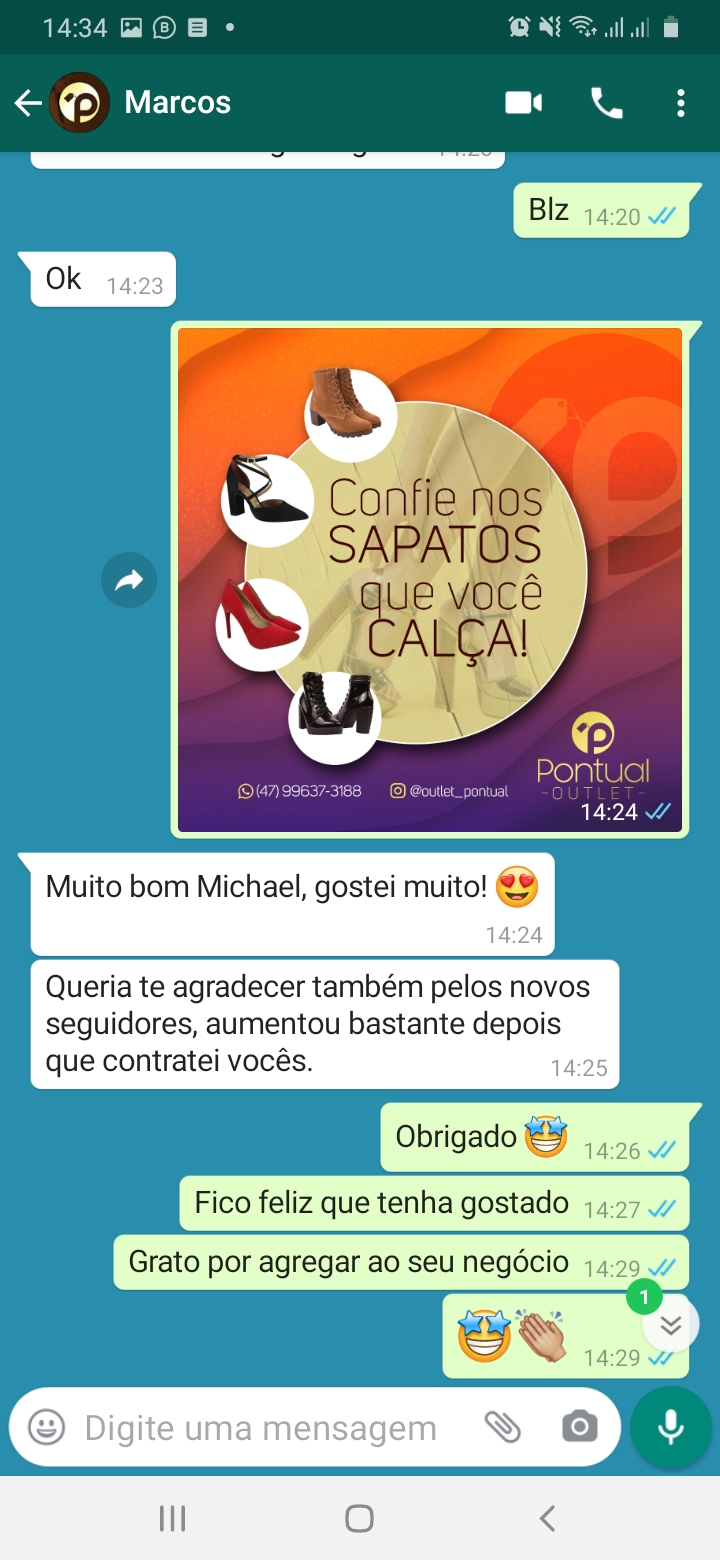 14:34
Marcos
Blz 14:20
Ok 14:23
Confie nos
SAPATOS
que você
CALÇA!
Pontual
-OUTLET-
(47) 99637-3188 @outlet_pontual
14:24
Muito bom Michael, gostei muito! 😍
14:24
Queria te agradecer também pelos novos
seguidores, aumentou bastante depois
que contratei vocês. 14:25
Obrigado 🤩 14:26
Fico feliz que tenha gostado 14:27
Grato por agregar ao seu negócio 14:29
1
🤩👏🏼 14:29
Digite uma mensagem